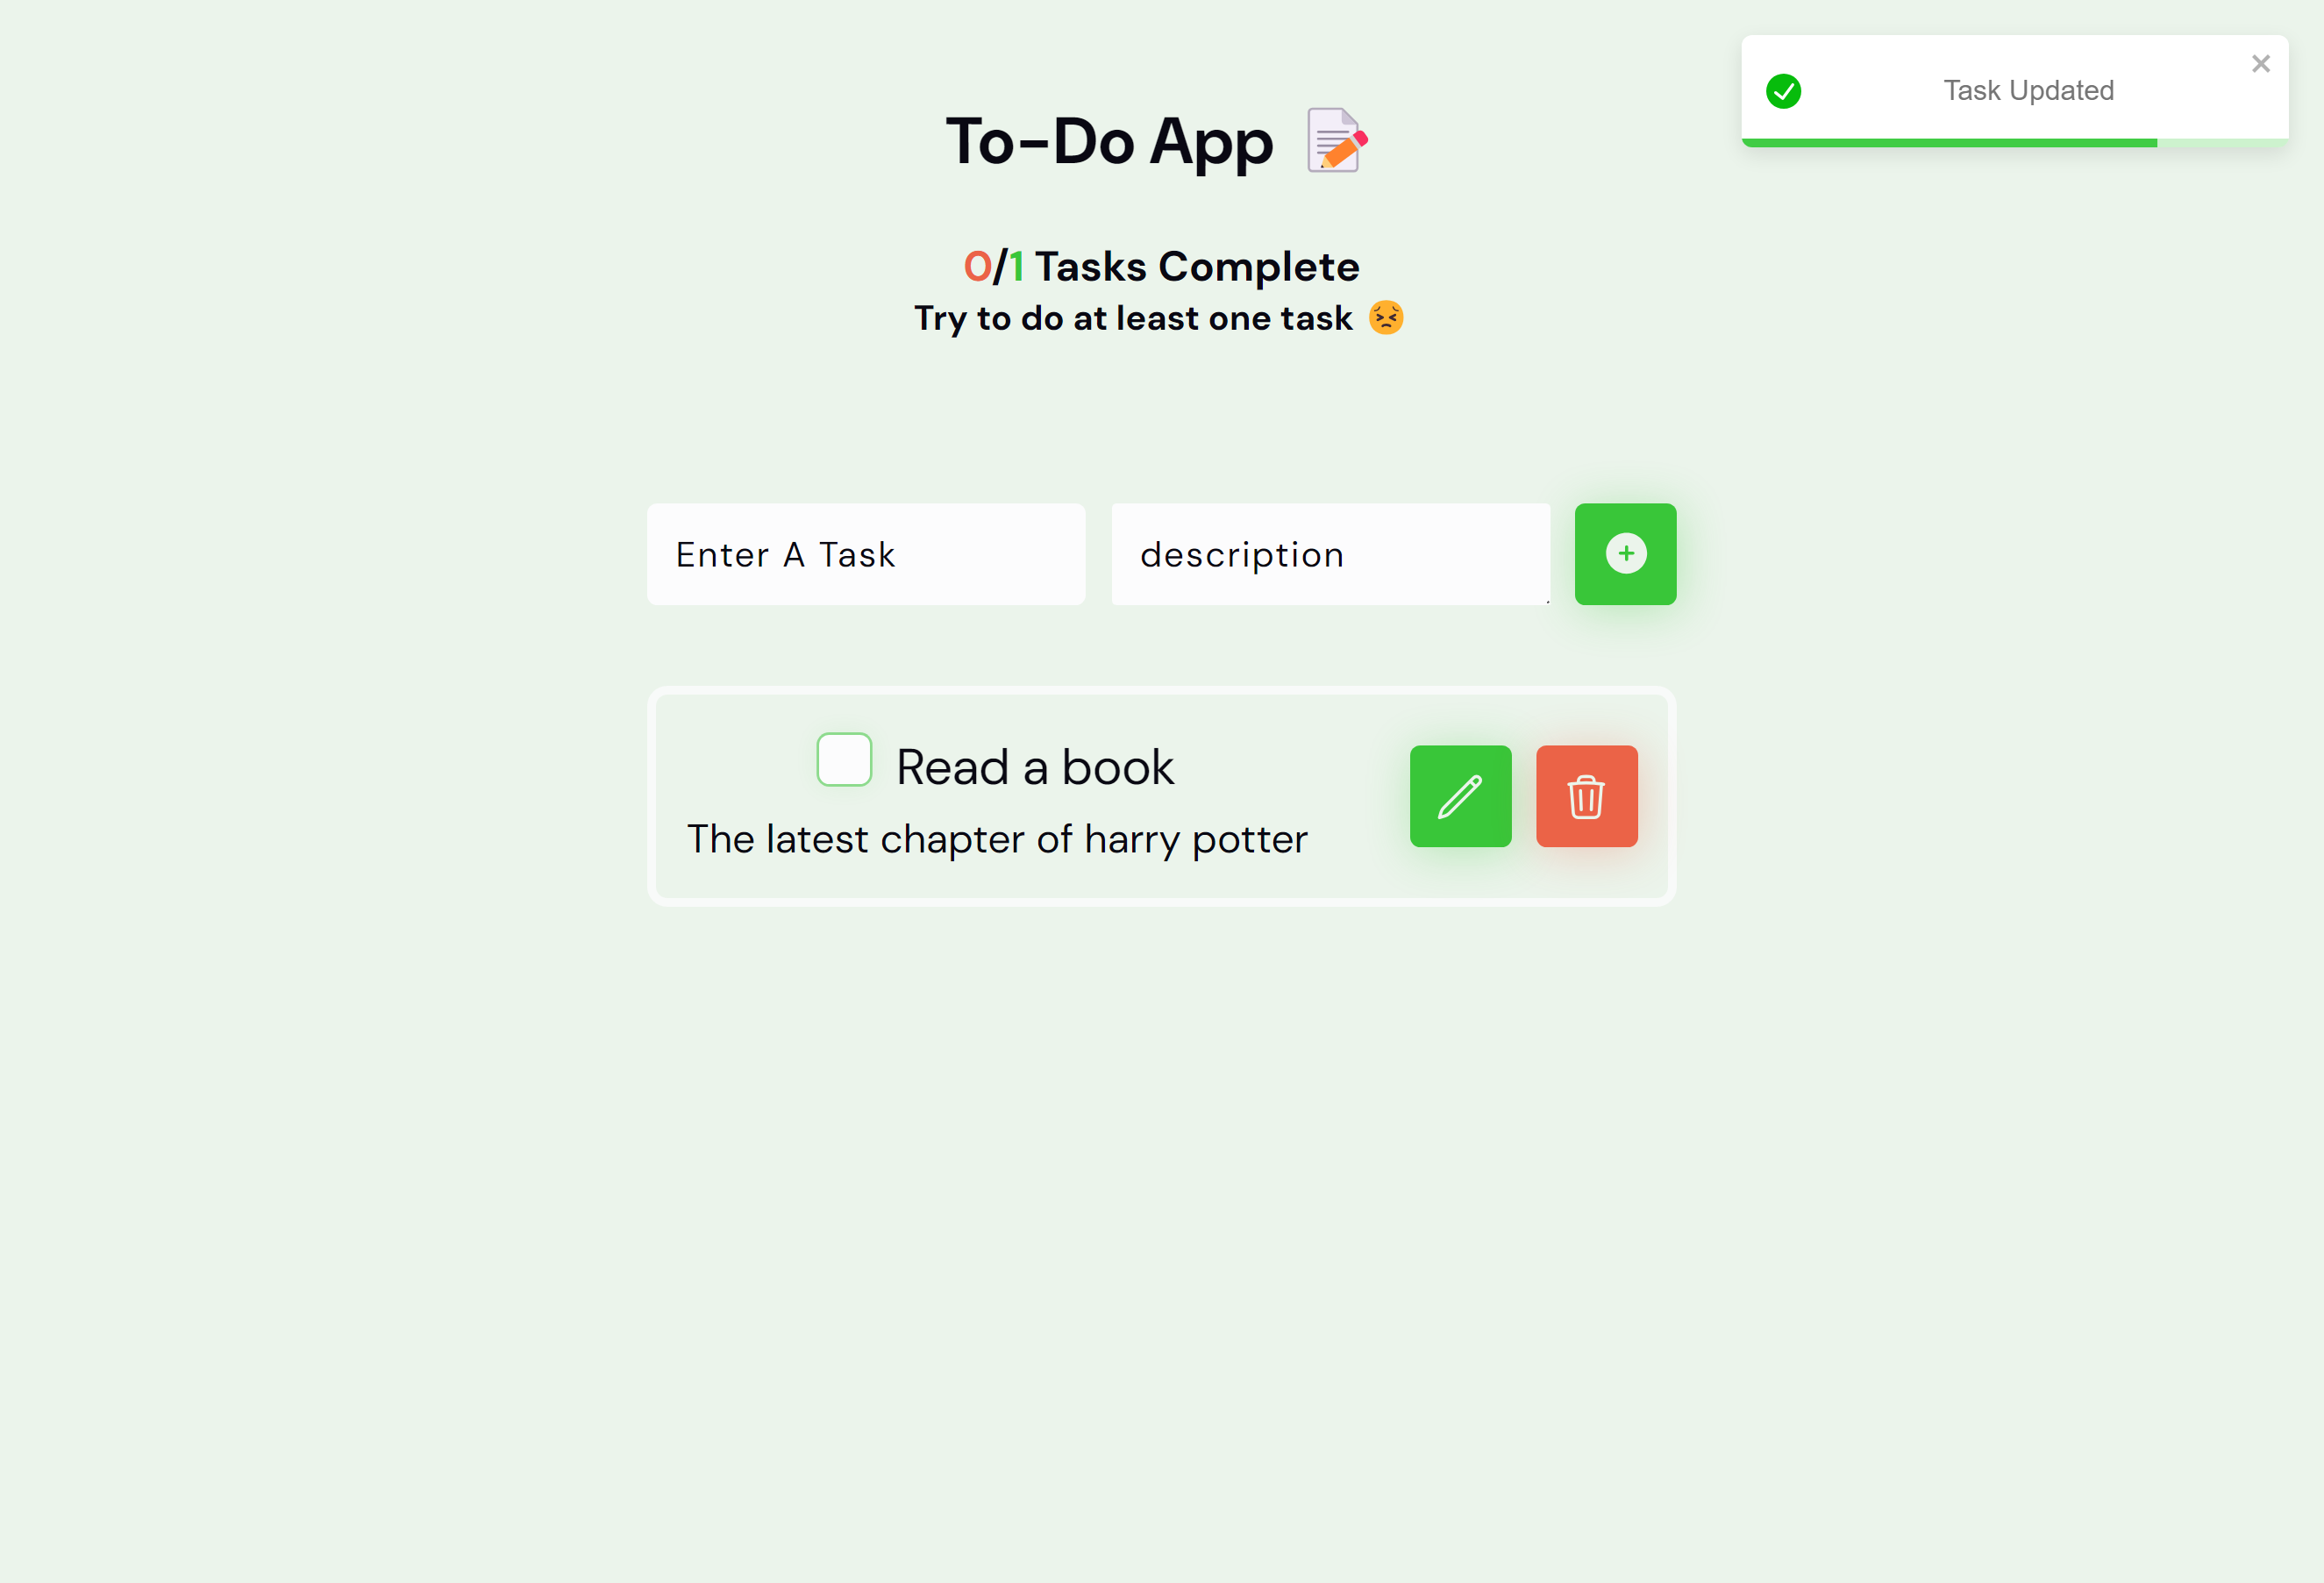 Task Updated
To-Do App 📝
0/1 Tasks Complete
Try to do at least one task 😣
Enter A Task
description
Read a book
The latest chapter of harry potter